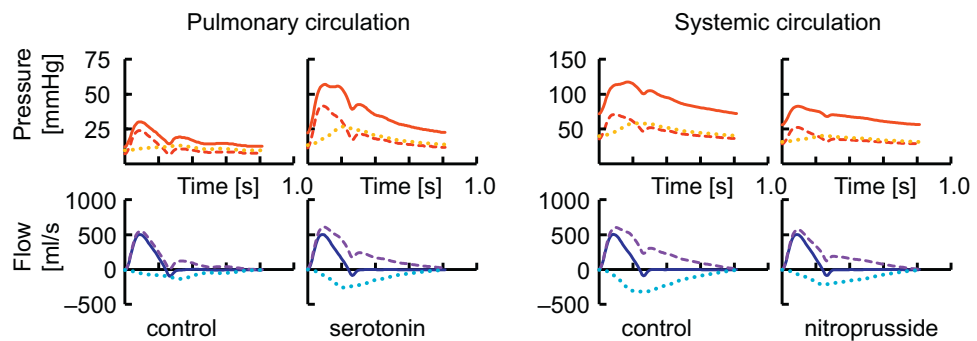 Pulmonary circulation
Systemic circulation
Pressure
[mmHg]
75
50
25
150
100
50
Time [s] 1.0
Time [s] 1.0
Time [s] 1.0
Time [s] 1.0
Flow
[ml/s]
1000
500
0
–500
1000
500
0
–500
control
serotonin
control
nitroprusside